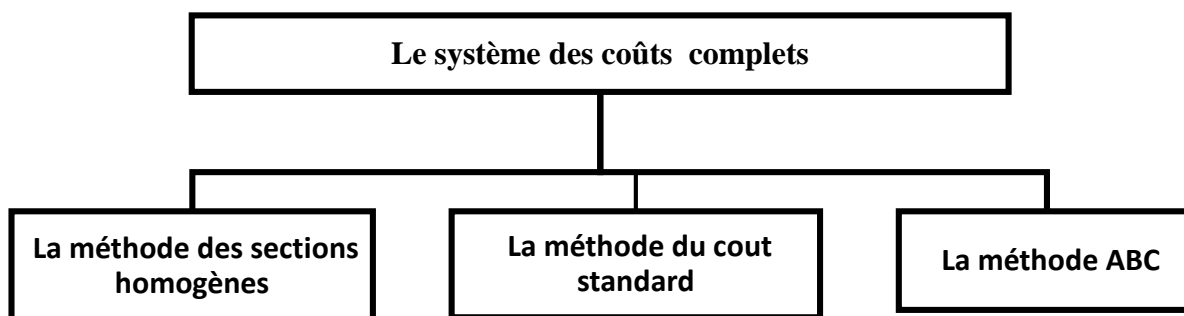 Le système des coûts complets
La méthode des sections
homogènes
La méthode du cout
standard
La méthode ABC